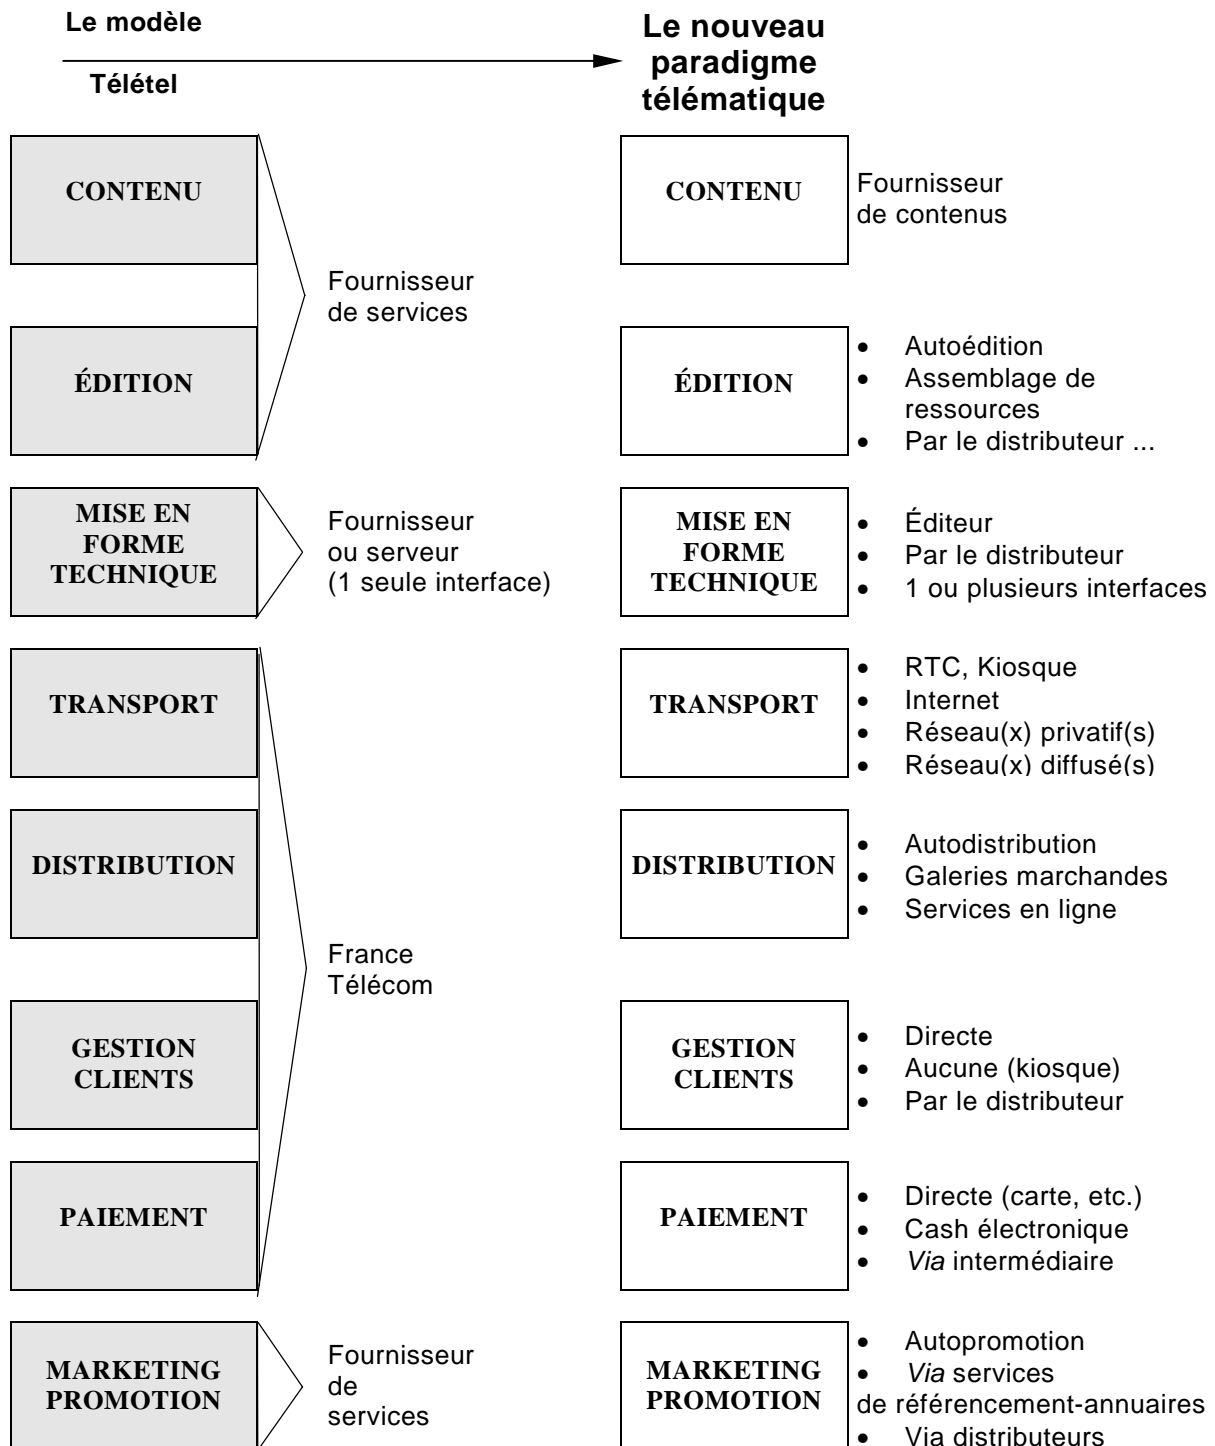 Le modèle
Télétel
Le nouveau
paradigme
télématique
CONTENU
ÉDITION
Fournisseur
de services
MISE EN
FORME
TECHNIQUE
Fournisseur
ou serveur
(1 seule interface)
TRANSPORT
DISTRIBUTION
GESTION
CLIENTS
PAIEMENT
France
Télécom
MARKETING
PROMOTION
Fournisseur
de
services
CONTENU
Fournisseur
de contenus
ÉDITION
• Autoédition
• Assemblage de
ressources
• Par le distributeur ...
MISE EN
FORME
TECHNIQUE
• Éditeur
• Par le distributeur
• 1 ou plusieurs interfaces
TRANSPORT
• RTC, Kiosque
• Internet
• Réseau(x) privatif(s)
• Réseau(x) diffusé(s)
DISTRIBUTION
• Autodistribution
• Galeries marchandes
• Services en ligne
GESTION
CLIENTS
• Directe
• Aucune (kiosque)
• Par le distributeur
PAIEMENT
• Directe (carte, etc.)
• Cash électronique
• Via intermédiaire
MARKETING
PROMOTION
• Autopromotion
• Via services
de référencement-annuaires
• Via distributeurs